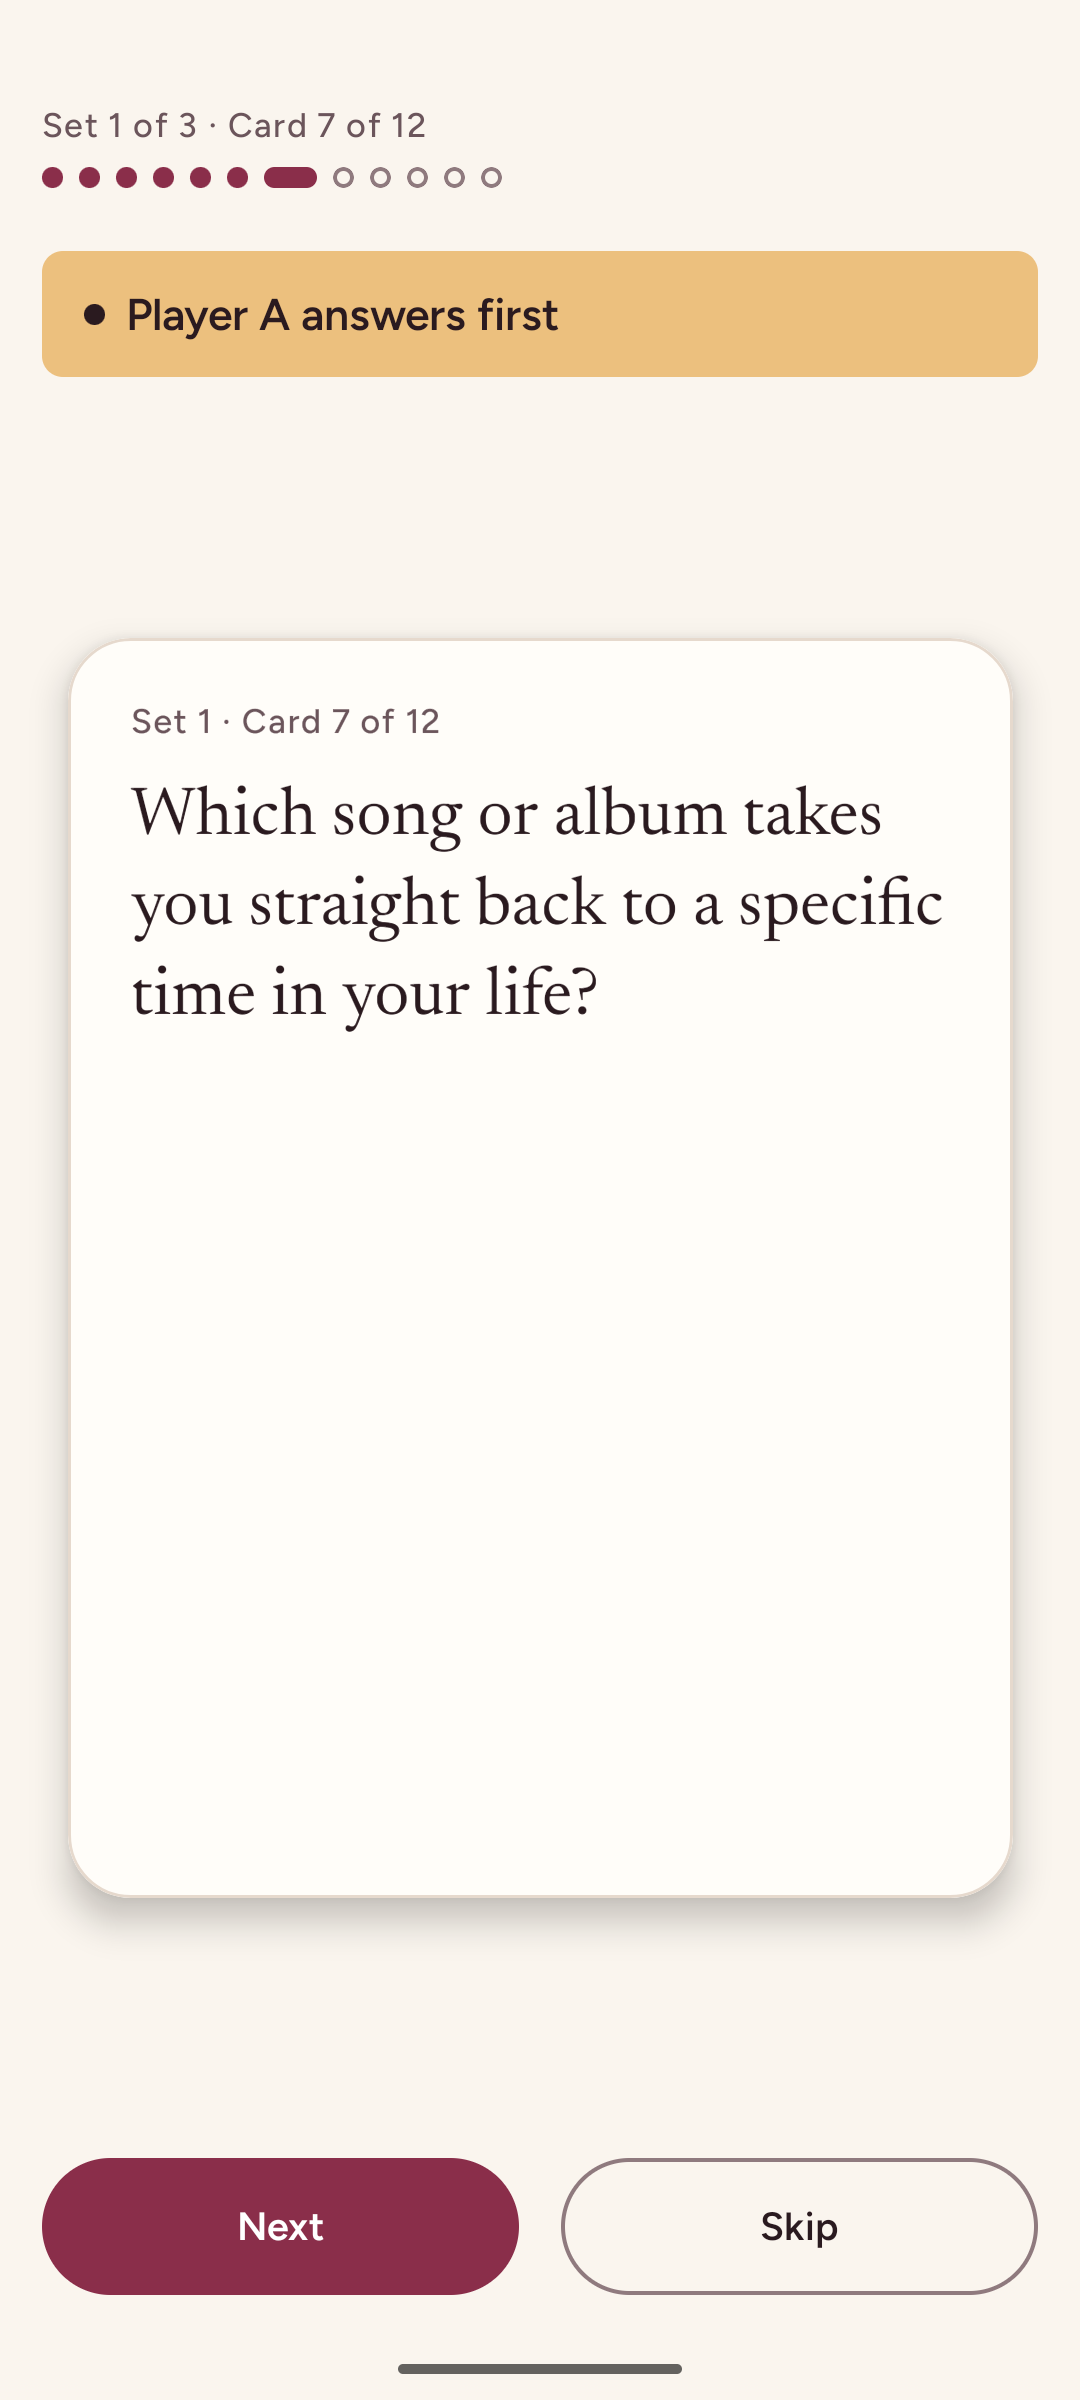 Set 1 of 3 · Card 7 of 12
Player A answers first
Set 1 · Card 7 of 12
Which song or album takes
you straight back to a specific
time in your life?
Next
Skip